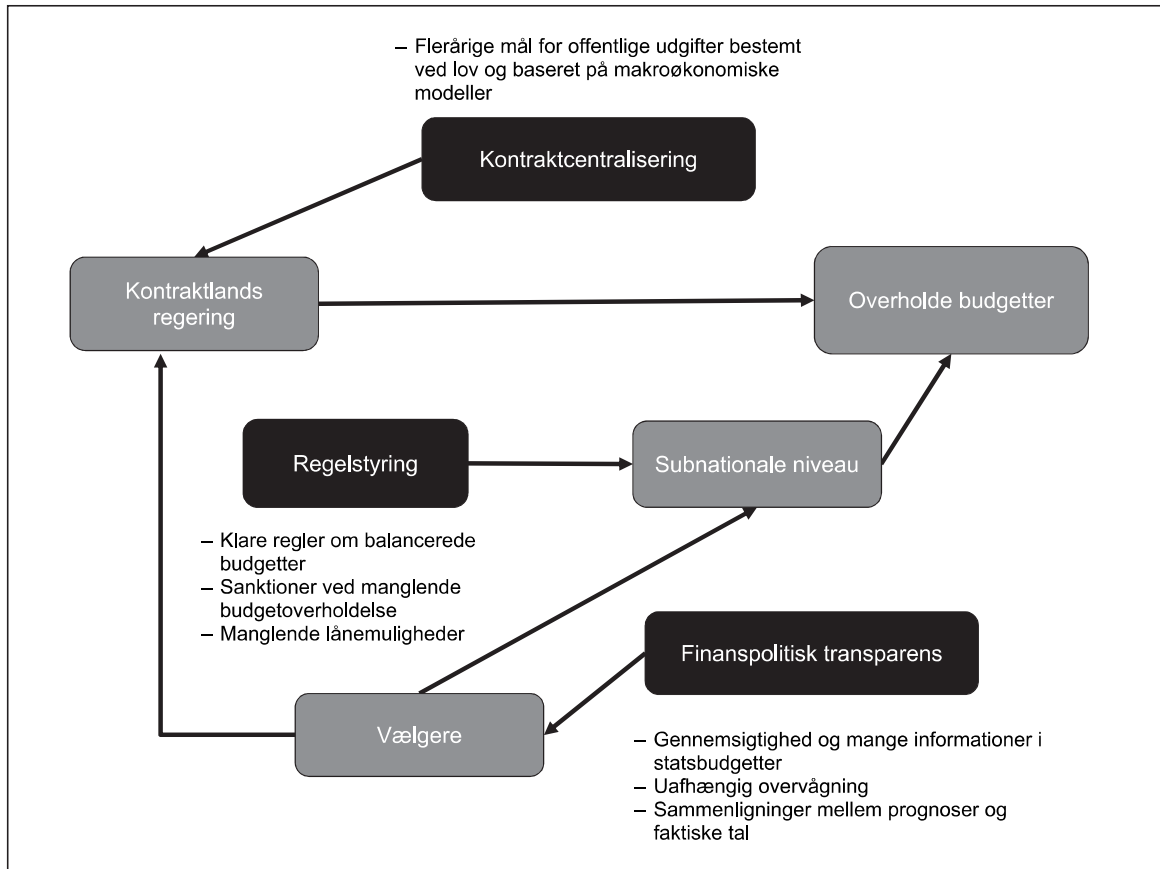 – Flerårige mål for offentlige udgifter bestemt
ved lov og baseret på makroøkonomiske
modeller
Kontraktcentralisering
Kontraktlands
regering
Overholde budgetter
Regelstyring
Subnationale niveau
– Klare regler om balancerede
budgetter
– Sanktioner ved manglende
budgetoverholdelse
– Manglende lånemuligheder
Finanspolitisk transparens
Vælgere
– Gennemsigtighed og mange informationer i
statsbudgetter
– Uafhængig overvågning
– Sammenligninger mellem prognoser og
faktiske tal